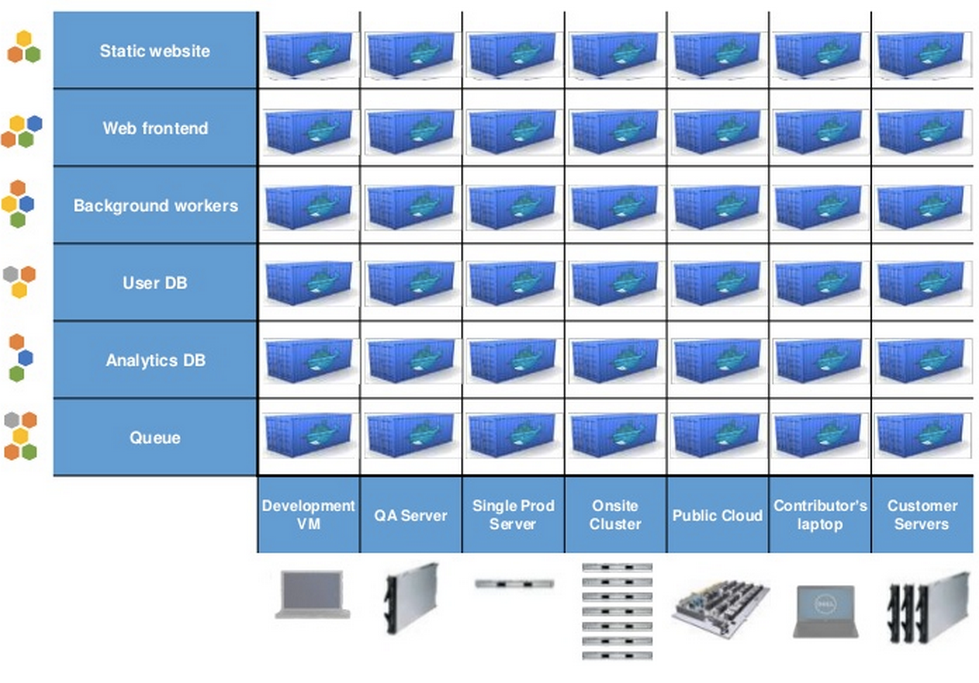 Static website
Web frontend
Background workers
User DB
Analytics DB
Queue
Development
VM
QA Server
Single Prod
Server
Onsite
Cluster
Public Cloud
Contributor's
laptop
Customer
Servers
DELL